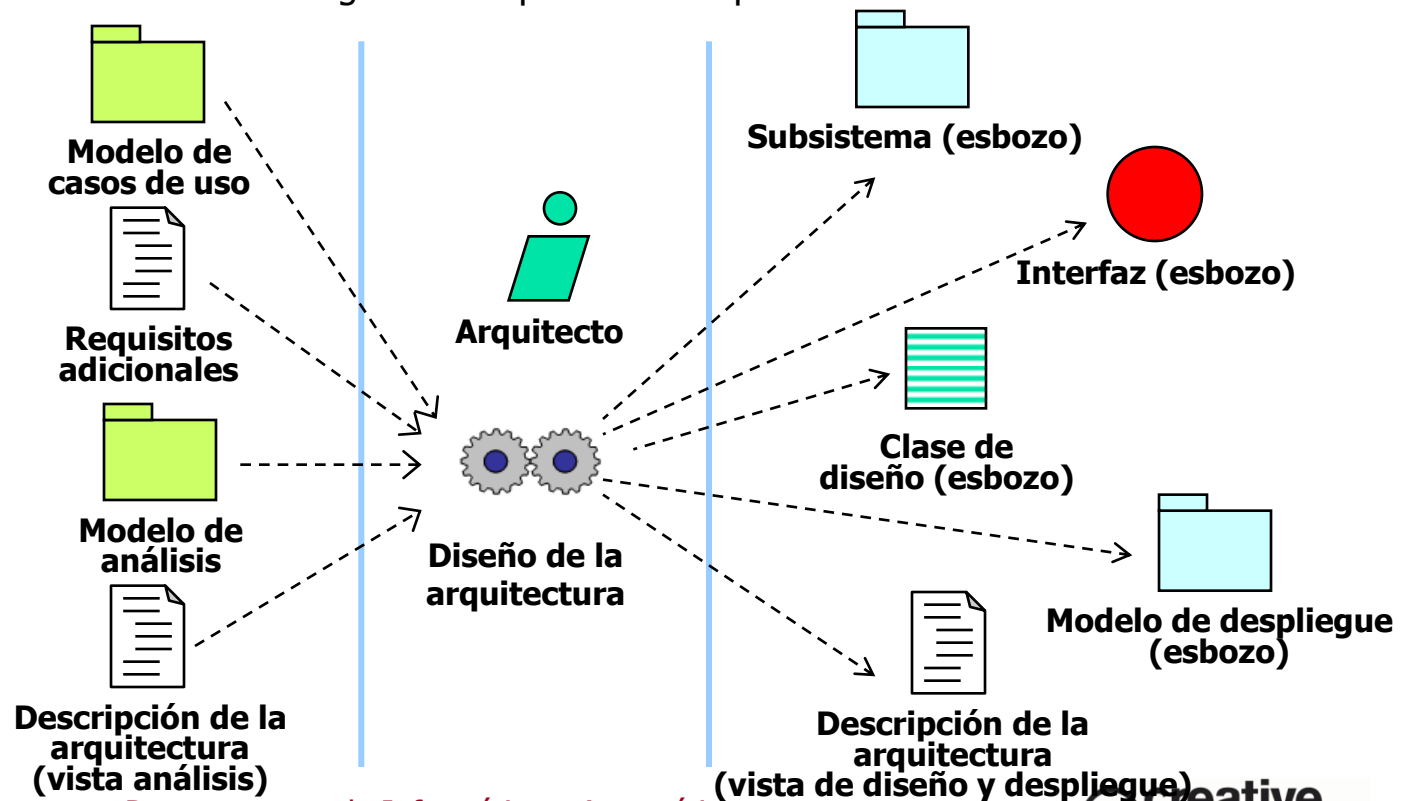 Subsistema (esbozo)
Modelo de
casos de uso
Interfaz (esbozo)
Arquitecto
Requisitos
adicionales
Clase de
diseño (esbozo)
Modelo de
análisis
Diseño de la
arquitectura
Modelo de despliegue
(esbozo)
Descripción de la
arquitectura
(vista análisis)
Descripción de la
arquitectura
(vista de diseño y despliegue)
creative